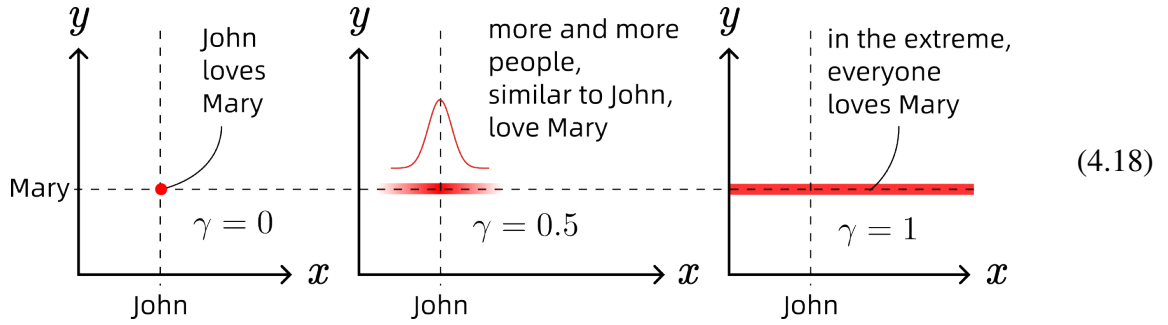 y
John
loves
Mary
Mary
γ = 0
x
John
y
more and more
people,
similar to John,
love Mary
γ = 0.5
x
John
y
in the extreme,
everyone
loves Mary
γ = 1
x
John
(4.18)